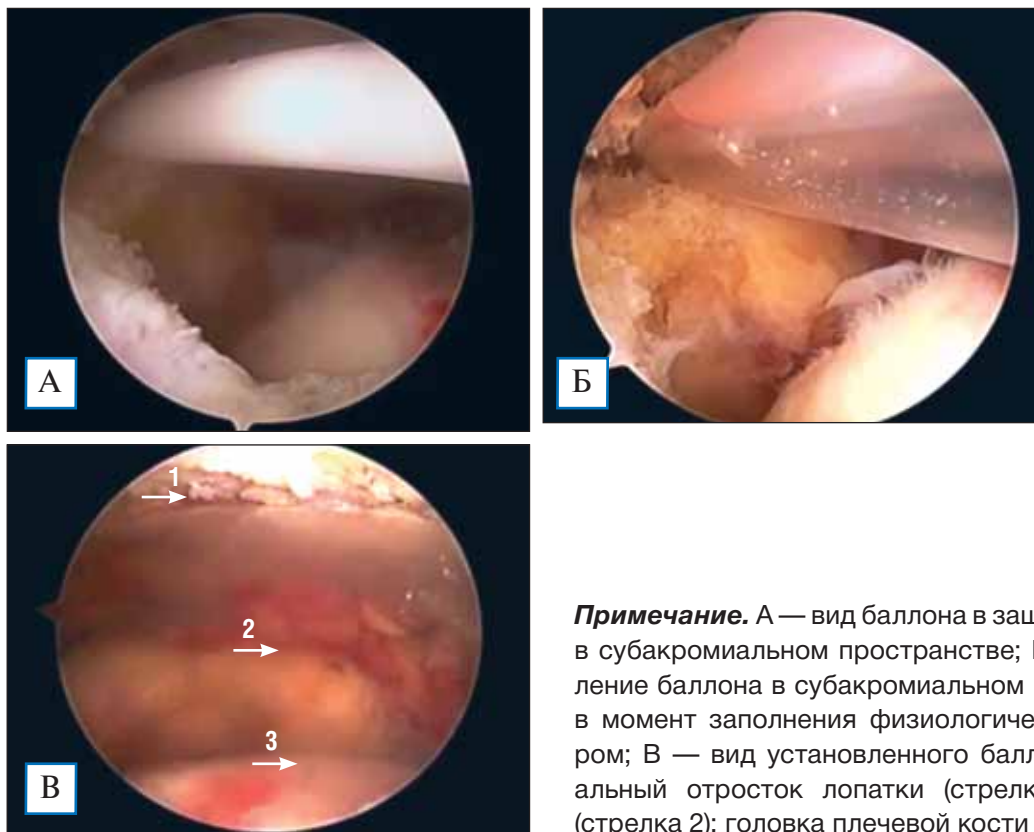 А
Б
1
2
3
В
Примечание. А — вид баллона в защ
в субакромиальном пространстве;
ление баллона в субакромиальном
в момент заполнения физиологиче
ром; В — вид установленного балл
альный отросток лопатки (стрелк
(стрелка 2); головка плечевой кости